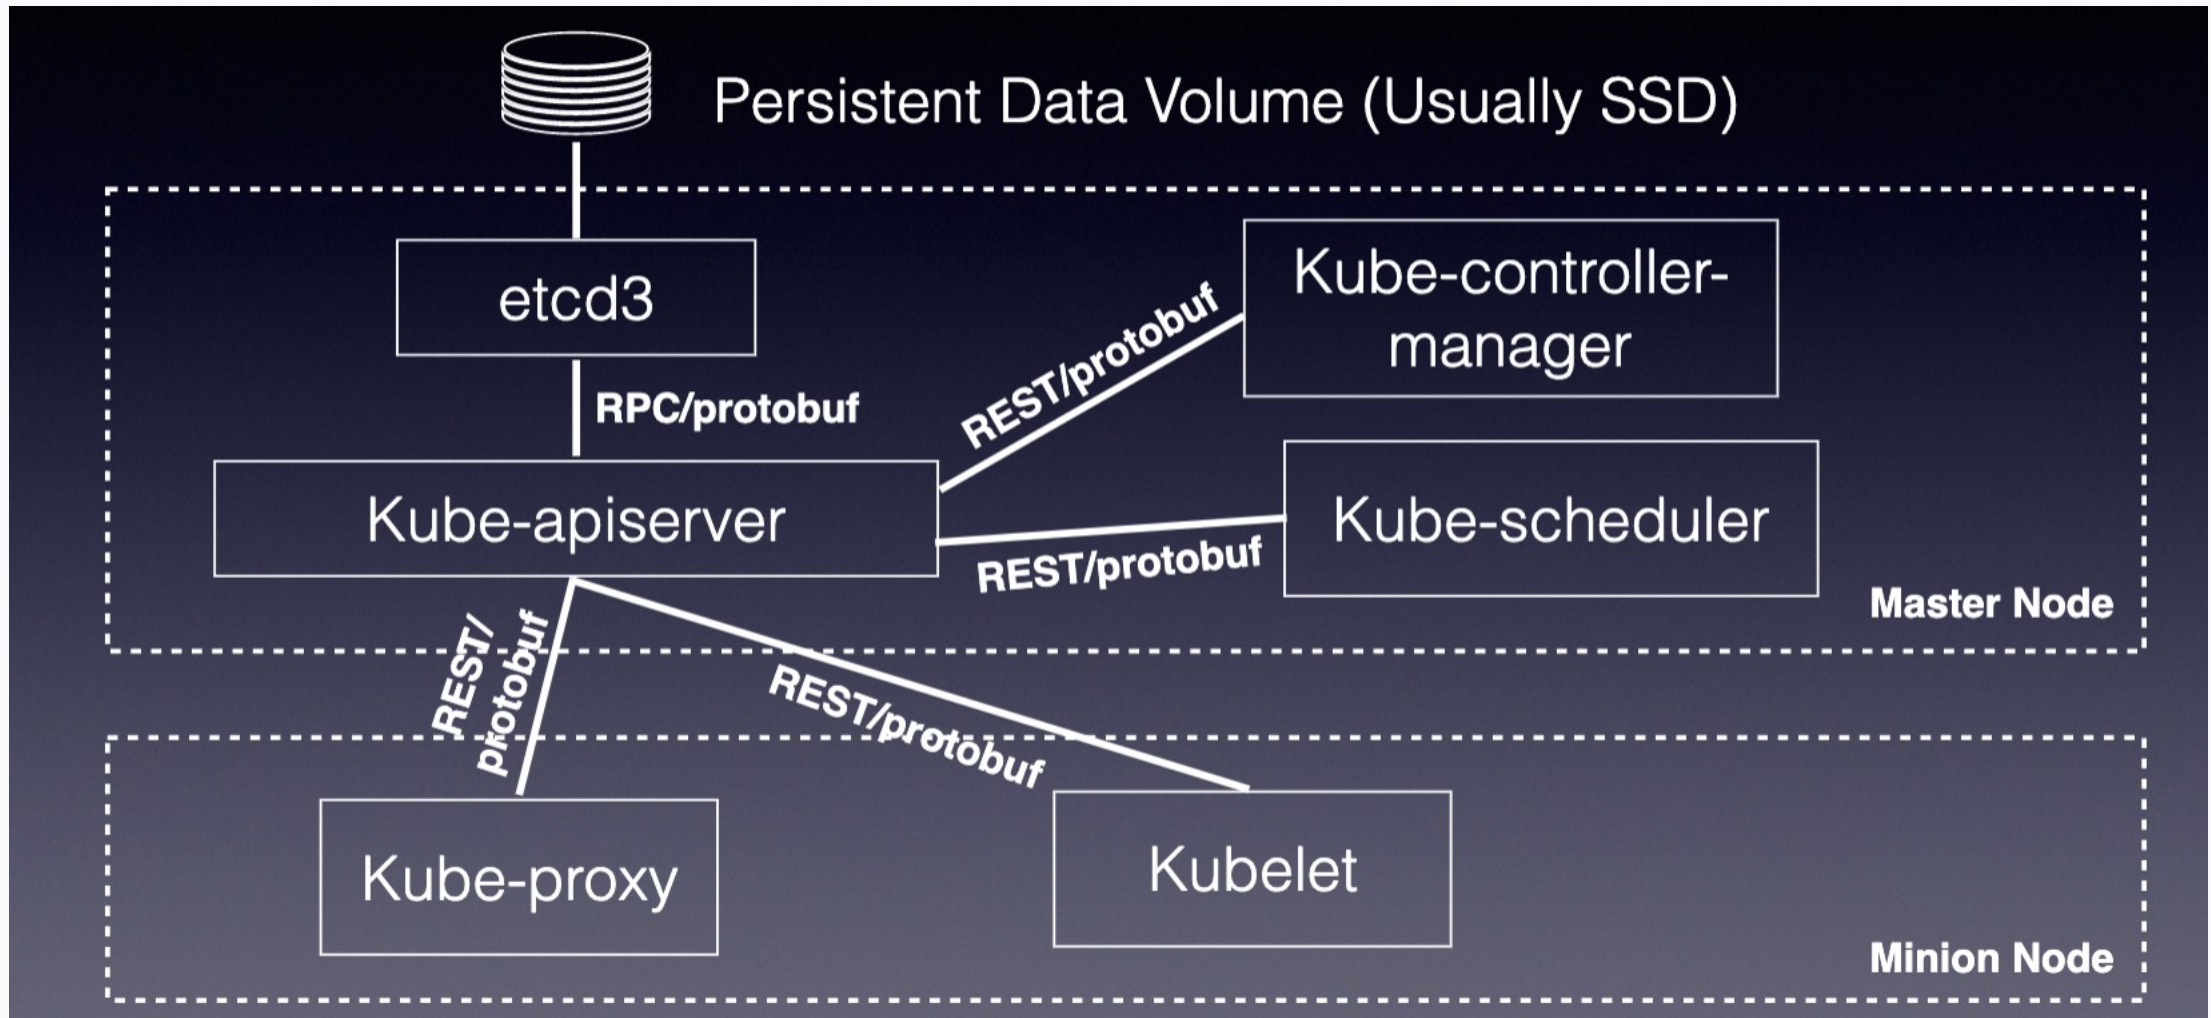 Persistent Data Volume (Usually SSD)
etcd3
Kube-controller-
manager
REST/protobuf
RPC/protobuf
Kube-apiserver
Kube-scheduler
REST/protobuf
Master Node
REST/
protobuf
REST/protobuf
Kube-proxy
Kubelet
Minion Node